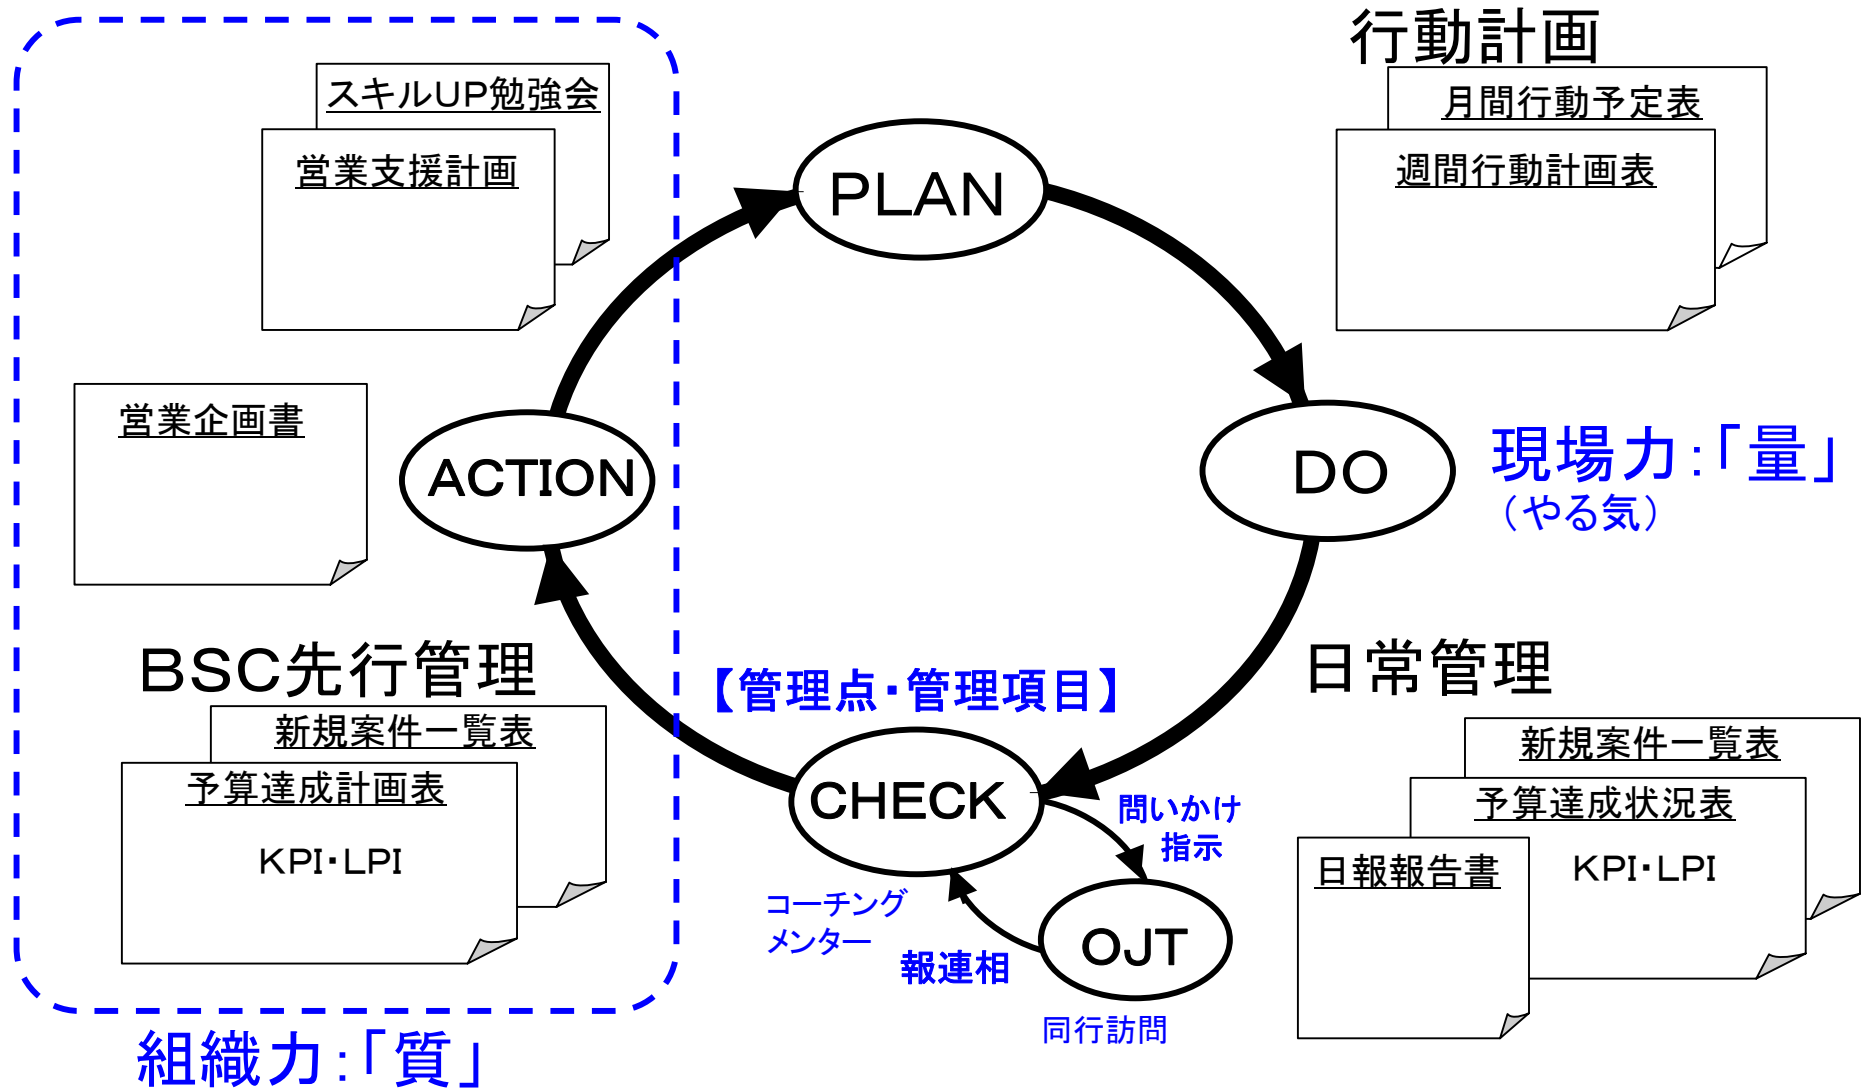 行動計画
スキルUP勉強会
営業支援計画
月間行動予定表
週間行動計画表
PLAN
営業企画書
ACTION
DO
現場力：「量」
（やる気）
BSC先行管理
新規案件一覧表
予算達成計画表
KPI・LPI
【管理点・管理項目】
日常管理
新規案件一覧表
予算達成状況表
KPI・LPI
日報報告書
CHECK
問いかけ
指示
コーチング
メンター
報連相
OJT
同行訪問
組織力：「質」